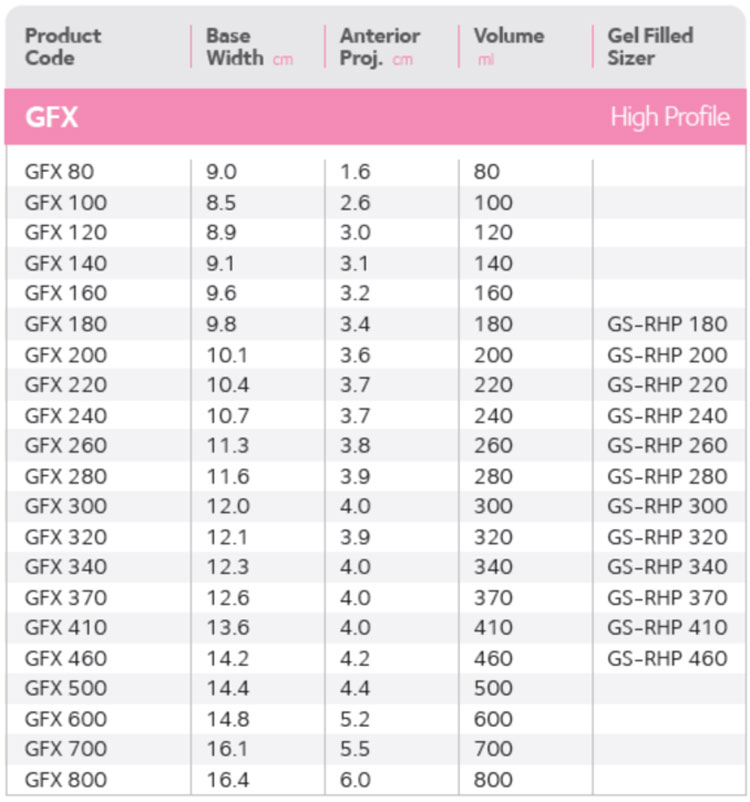 Product Code Base Width cm Anterior Proj. cm Volume ml Gel Filled Sizer
GFX High Profile
GFX 80 9.0 1.6 80
GFX 100 8.5 2.6 100
GFX 120 8.9 3.0 120
GFX 140 9.1 3.1 140
GFX 160 9.6 3.2 160
GFX 180 9.8 3.4 180 GS-RHP 180
GFX 200 10.1 3.6 200 GS-RHP 200
GFX 220 10.4 3.7 220 GS-RHP 220
GFX 240 10.7 3.7 240 GS-RHP 240
GFX 260 11.3 3.8 260 GS-RHP 260
GFX 280 11.6 3.9 280 GS-RHP 280
GFX 300 12.0 4.0 300 GS-RHP 300
GFX 320 12.1 3.9 320 GS-RHP 320
GFX 340 12.3 4.0 340 GS-RHP 340
GFX 370 12.6 4.0 370 GS-RHP 370
GFX 410 13.6 4.0 410 GS-RHP 410
GFX 460 14.2 4.2 460 GS-RHP 460
GFX 500 14.4 4.4 500
GFX 600 14.8 5.2 600
GFX 700 16.1 5.5 700
GFX 800 16.4 6.0 800